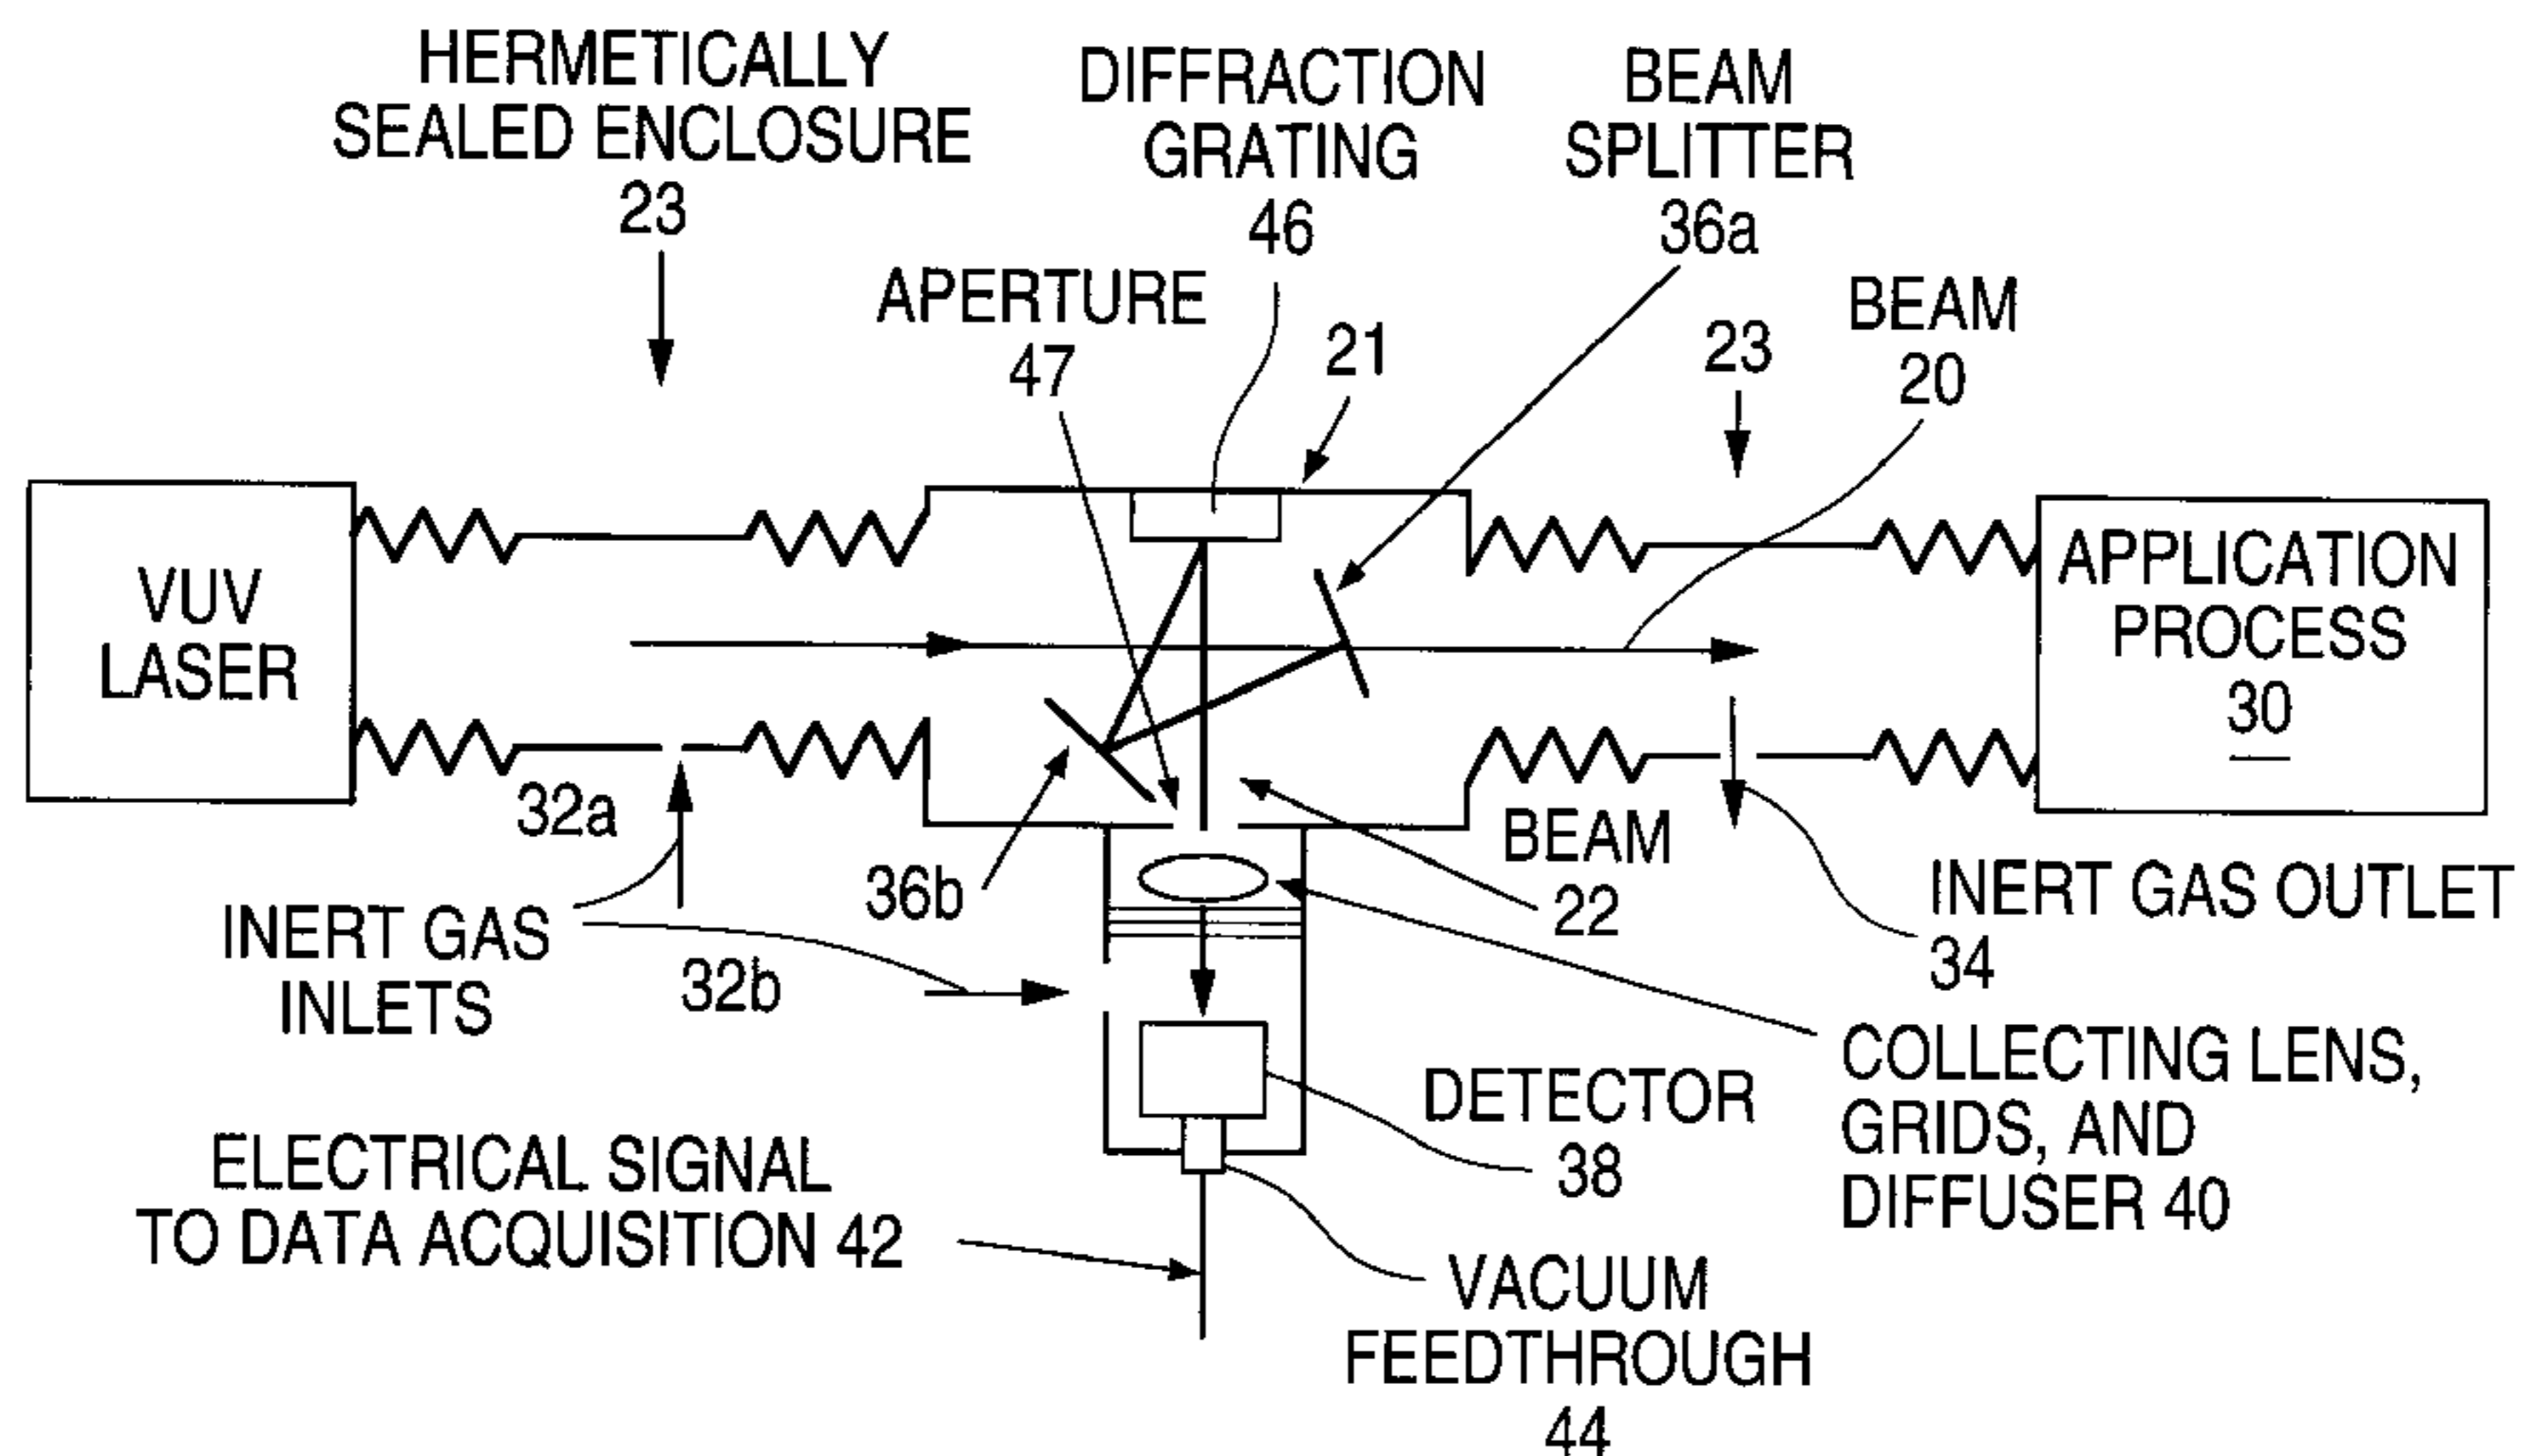 HERMETICALLY
SEALED ENCLOSURE
23
DIFFRACTION
GRATING
46
BEAM
SPLITTER
36a
APERTURE
47
21
23
BEAM
20
VUV
LASER
APPLICATION
PROCESS
30
32a
INERT GAS
INLETS
32b
36b
BEAM
22
INERT GAS OUTLET
34
COLLECTING LENS,
GRIDS, AND
DIFFUSER 40
DETECTOR
38
ELECTRICAL SIGNAL
TO DATA ACQUISITION 42
VACUUM
FEEDTHROUGH
44